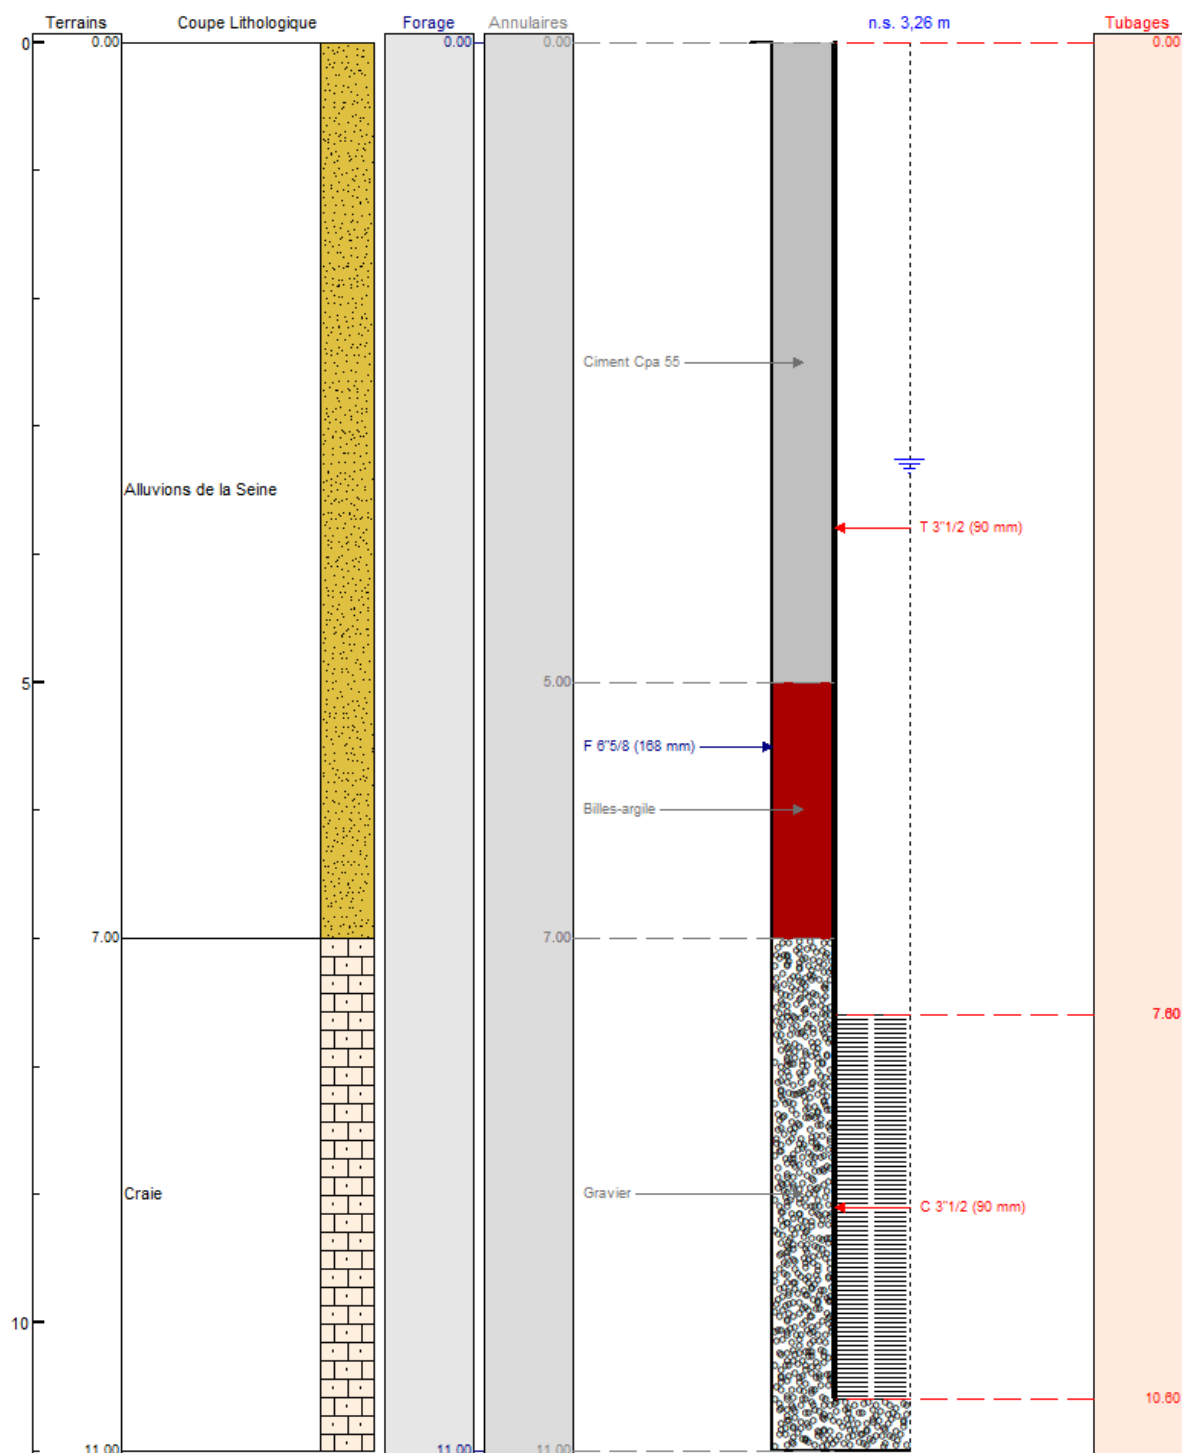 Terrains Coupe Lithologique Forage Annulaires n.s. 3,26 m Tubages
0 0.00 0.00 0.00 0.00
Ciment Cpa 55
Alluvions de la Seine
T 3"1/2 (90 mm)
5 5.00
F 6"5/8 (168 mm)
Billes-argile
7.00 7.00
7.60
Craie Gravier
C 3"1/2 (90 mm)
10
10.60
11.00 11.00 11.00